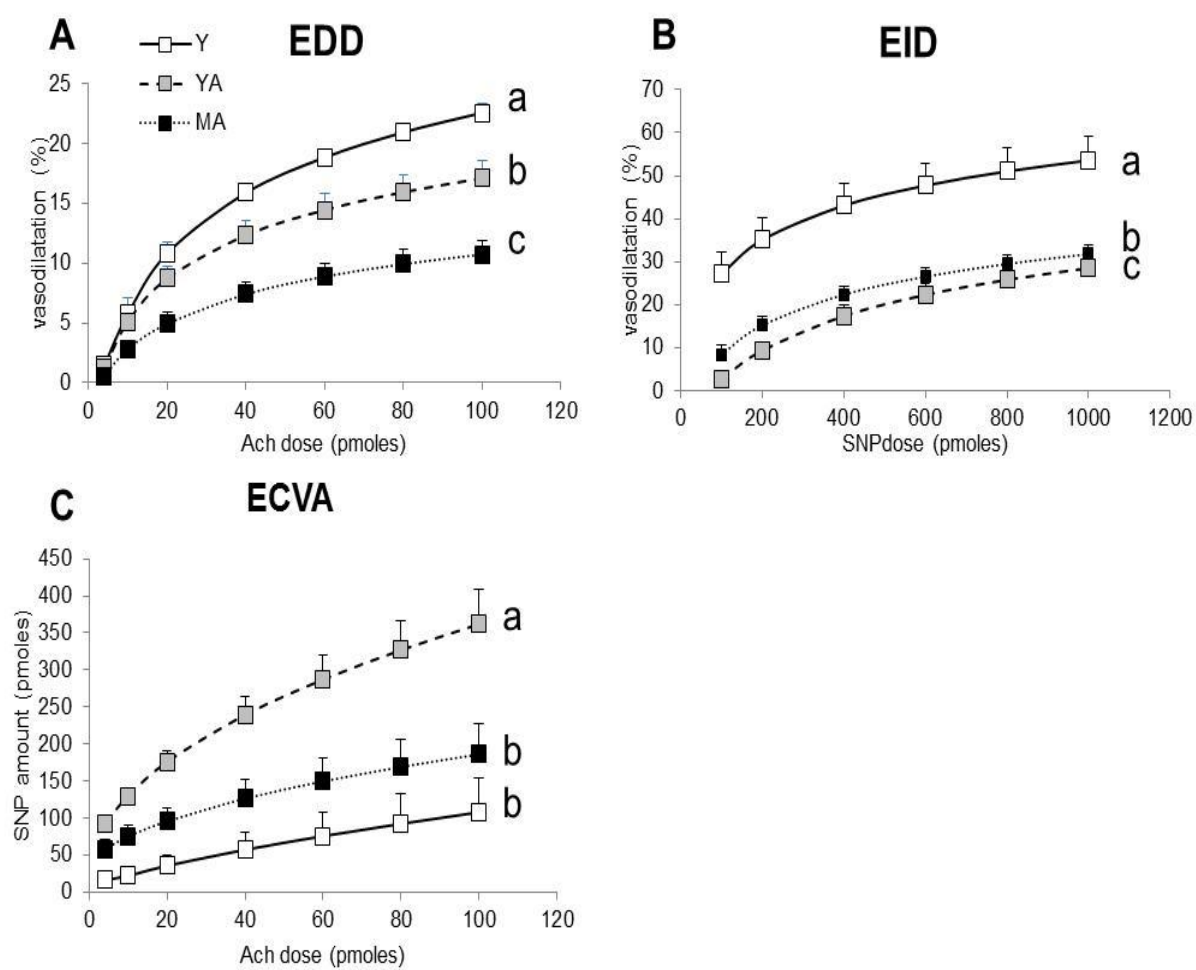 A
EDD
Y
YA
MA
vasodilatation (%)
25
20
15
10
5
0
a
b
c
0 20 40 60 80 100 120
Ach dose (pmoles)
B
EID
vasodilatation (%)
70
60
50
40
30
20
10
0
a
b
c
0 200 400 600 800 1000 1200
SNPdose (pmoles)
C
ECVA
SNP amount (pmoles)
450
400
350
300
250
200
150
100
50
0
a
b
b
0 20 40 60 80 100 120
Ach dose (pmoles)